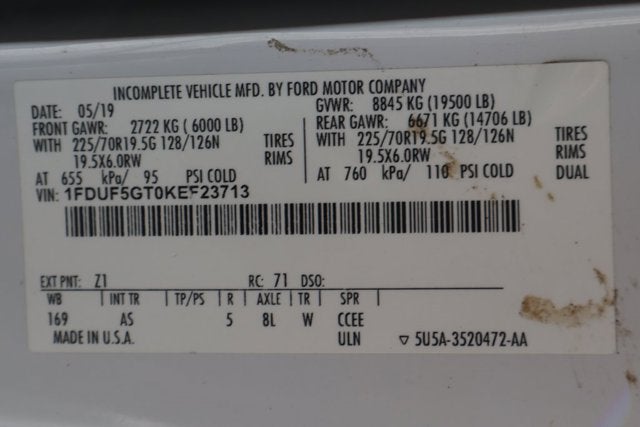 INCOMPLETE VEHICLE MFD. BY FORD MOTOR COMPANY
DATE: 05/19 GVWR: 8845 KG (19500 LB)
FRONT GAWR: 2722 KG ( 6000 LB) REAR GAWR: 6671 KG (14706 LB)
WITH 225/70R19.5G 128/126N TIRES WITH 225/70R19.5G 128/126N TIRES
19.5X6.0RW RIMS 19.5X6.0RW RIMS
AT 655 kPa/ 95 PSI COLD AT 760 kPa/ 110 PSI COLD DUAL
VIN: 1FDUF5GT0KEF23713
EXT PNT: Z1 RC: 71 DSO:
WB INT TR TP/PS R AXLE TR SPR
169 AS 5 8L W CCEE
MADE IN U.S.A. ULN ▽ 5U5A-3520472-AA